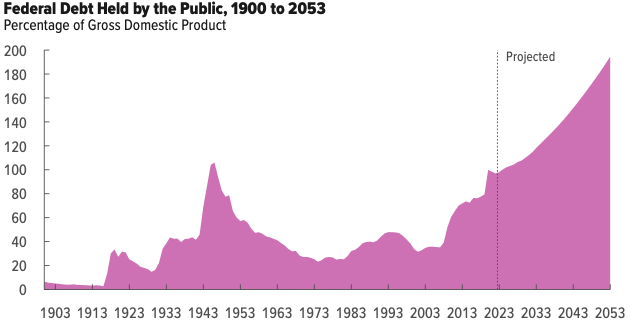 Federal Debt Held by the Public, 1900 to 2053
Percentage of Gross Domestic Product
200
180
160
140
120
100
80
60
40
20
0
Projected
1903 1913 1923 1933 1943 1953 1963 1973 1983 1993 2003 2013 2023 2033 2043 2053